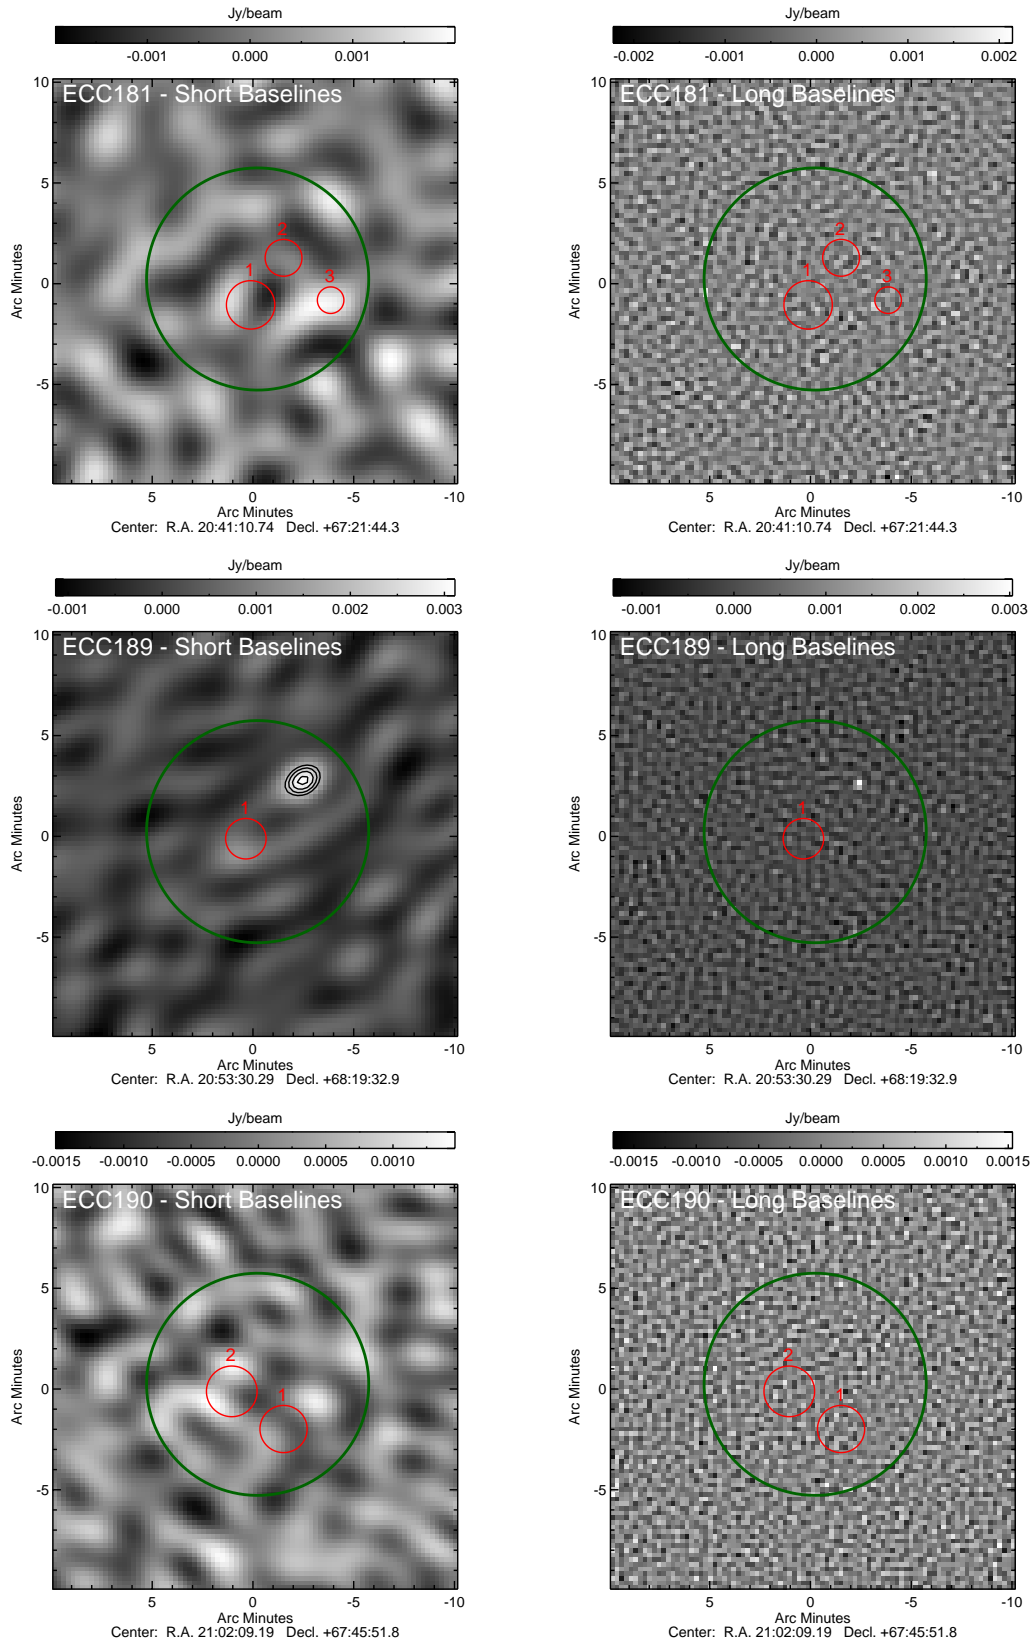 Jy/beam
-0.001 0.000 0.001
ECC181 - Short Baselines
10
5
0
-5
Arc Minutes
1
2
3
5 0 -5 -10
Arc Minutes
Center: R.A. 20:41:10.74 Decl. +67:21:44.3
Jy/beam
-0.002 -0.001 0.000 0.001 0.002
ECC181 - Long Baselines
10
5
0
-5
Arc Minutes
1
2
3
5 0 -5 -10
Arc Minutes
Center: R.A. 20:41:10.74 Decl. +67:21:44.3
Jy/beam
-0.001 0.000 0.001 0.002 0.003
ECC189 - Short Baselines
10
5
0
-5
Arc Minutes
1
5 0 -5 -10
Arc Minutes
Center: R.A. 20:53:30.29 Decl. +68:19:32.9
Jy/beam
-0.001 0.000 0.001 0.002 0.003
ECC189 - Long Baselines
10
5
0
-5
Arc Minutes
1
5 0 -5 -10
Arc Minutes
Center: R.A. 20:53:30.29 Decl. +68:19:32.9
Jy/beam
-0.0015 -0.0010 -0.0005 0.0000 0.0005 0.0010
ECC190 - Short Baselines
10
5
0
-5
Arc Minutes
2
1
5 0 -5 -10
Arc Minutes
Center: R.A. 21:02:09.19 Decl. +67:45:51.8
Jy/beam
-0.0015 -0.0010 -0.0005 0.0000 0.0005 0.0010 0.0015
ECC190 - Long Baselines
10
5
0
-5
Arc Minutes
2
1
5 0 -5 -10
Arc Minutes
Center: R.A. 21:02:09.19 Decl. +67:45:51.8